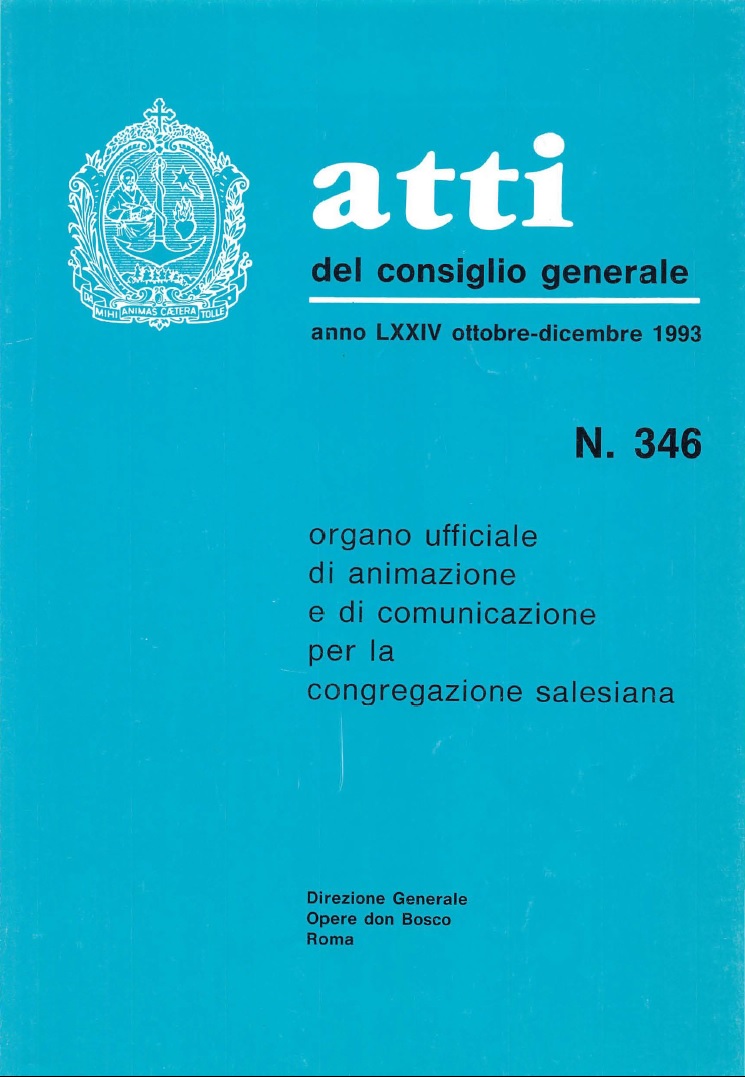 atti
del consiglio generale
anno LXXIV ottobre-dicembre 1993
N. 346
organo ufficiale
di animazione
e di comunicazione
per la
congregazione salesiana
DA MIHI ANIMAS CÆTERA TOLLE
Direzione Generale
Opere don Bosco
Roma